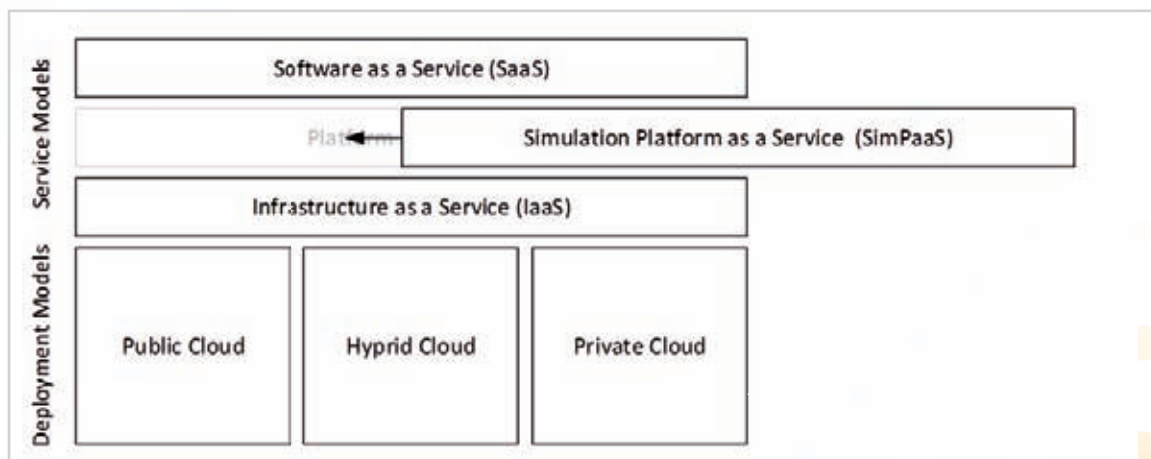 Service Models
Software as a Service (SaaS)
Platform
Simulation Platform as a Service (SimPaaS)
Infrastructure as a Service (IaaS)
Deployment Models
Public Cloud
Hyprid Cloud
Private Cloud